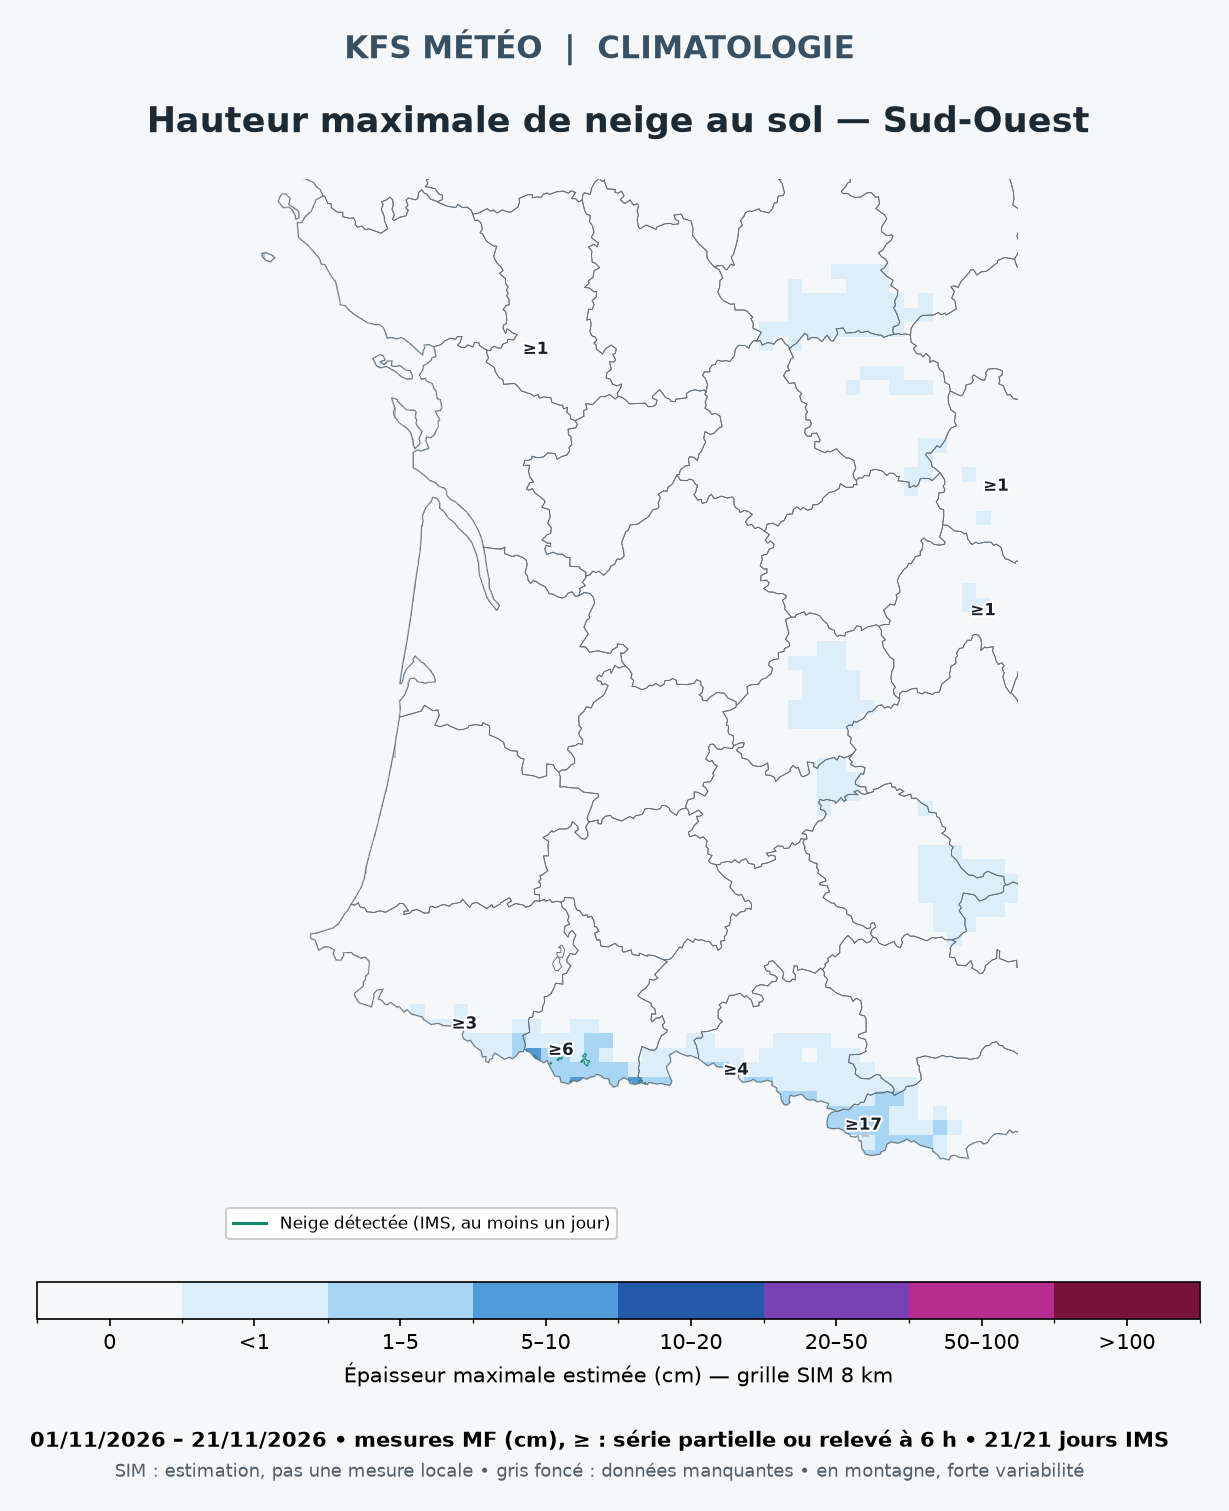 KFS MÉTÉO | CLIMATOLOGIE
Hauteur maximale de neige au sol — Sud-Ouest
≥1
≥1
≥1
≥3
≥6
≥4
≥17
Neige détectée (IMS, au moins un jour)
0 <1 1–5 5–10 10–20 20–50 50–100 >100
Épaisseur maximale estimée (cm) — grille SIM 8 km
01/11/2026 – 21/11/2026 • mesures MF (cm), ≥ : série partielle ou relevé à 6 h • 21/21 jours IMS
SIM : estimation, pas une mesure locale • gris foncé : données manquantes • en montagne, forte variabilité